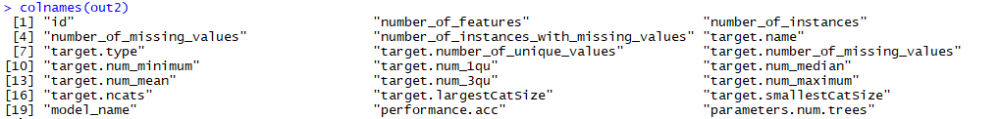 > colnames(out2)
[1] "id" "number_of_features" "number_of_instances"
[4] "number_of_missing_values" "number_of_instances_with_missing_values" "target.name"
[7] "target.type" "target.number_of_unique_values" "target.number_of_missing_values"
[10] "target.num_minimum" "target.num_1qu" "target.num_median"
[13] "target.num_mean" "target.num_3qu" "target.num_maximum"
[16] "target.ncats" "target.largestCatSize" "target.smallestCatSize"
[19] "model_name" "performance.acc" "parameters.num.trees"